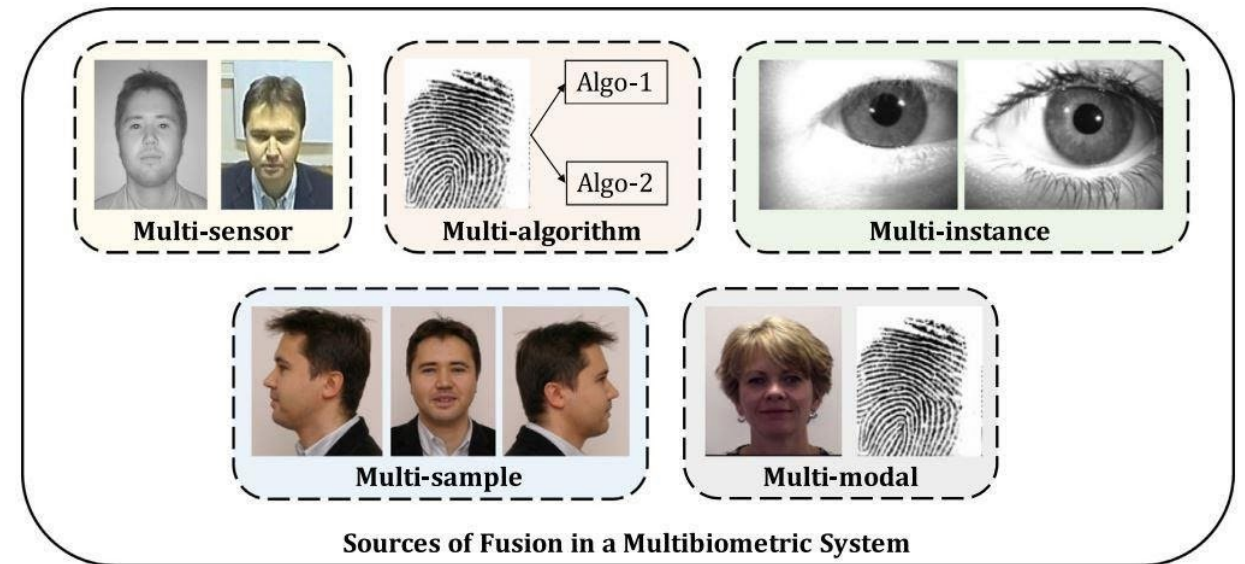 Algo-1
Algo-2
Multi-sensor
Multi-algorithm
Multi-instance
Multi-sample
Multi-modal
Sources of Fusion in a Multibiometric System